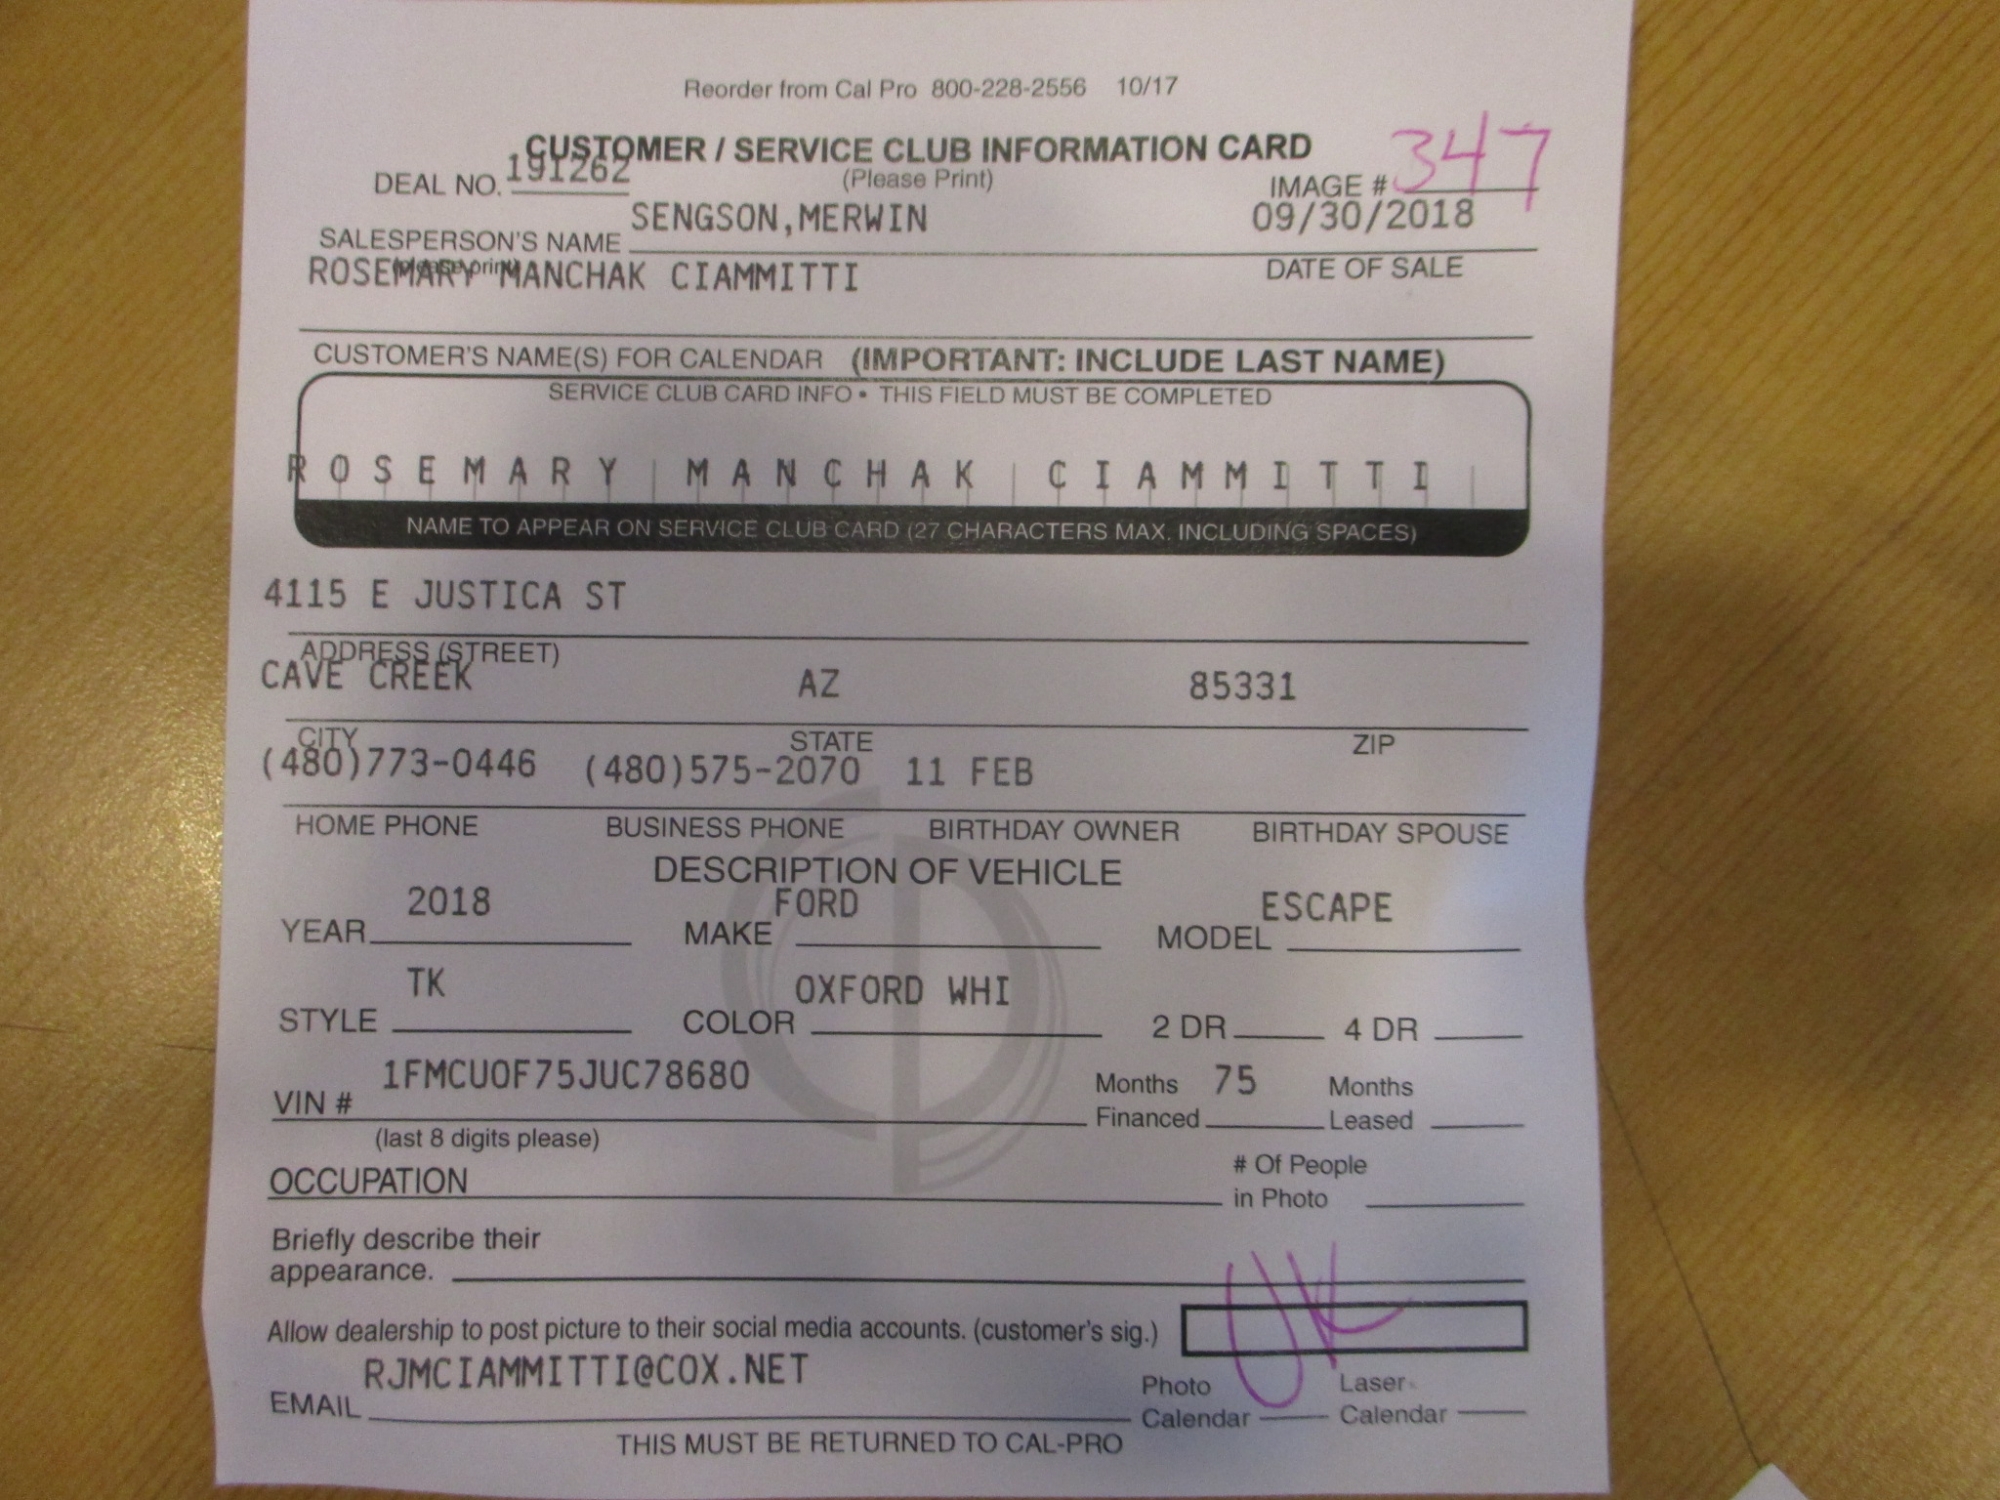 Reorder from Cal Pro 800-228-2556 10/17
CUSTOMER / SERVICE CLUB INFORMATION CARD
(Please Print)
DEAL NO. 191262 IMAGE # 347
SALESPERSON'S NAME SENGSON,MERWIN 09/30/2018
(please print) DATE OF SALE
ROSEMARY MANCHAK CIAMMITTI
CUSTOMER'S NAME(S) FOR CALENDAR (IMPORTANT: INCLUDE LAST NAME)
SERVICE CLUB CARD INFO • THIS FIELD MUST BE COMPLETED
ROSEMARY MANCHAK CIAMMITTI
NAME TO APPEAR ON SERVICE CLUB CARD (27 CHARACTERS MAX. INCLUDING SPACES)
4115 E JUSTICA ST
ADDRESS (STREET)
CAVE CREEK AZ 85331
CITY STATE ZIP
(480)773-0446 (480)575-2070 11 FEB
HOME PHONE BUSINESS PHONE BIRTHDAY OWNER BIRTHDAY SPOUSE
DESCRIPTION OF VEHICLE
YEAR 2018 MAKE FORD MODEL ESCAPE
STYLE TK COLOR OXFORD WHI 2 DR 4 DR
VIN # 1FMCU0F75JUC78680 Months Financed 75 Months Leased
(last 8 digits please)
OCCUPATION # Of People in Photo
Briefly describe their
appearance.
Allow dealership to post picture to their social media accounts. (customer's sig.)
EMAIL RJMCIAMMITTI@COX.NET Photo Calendar Laser Calendar
THIS MUST BE RETURNED TO CAL-PRO